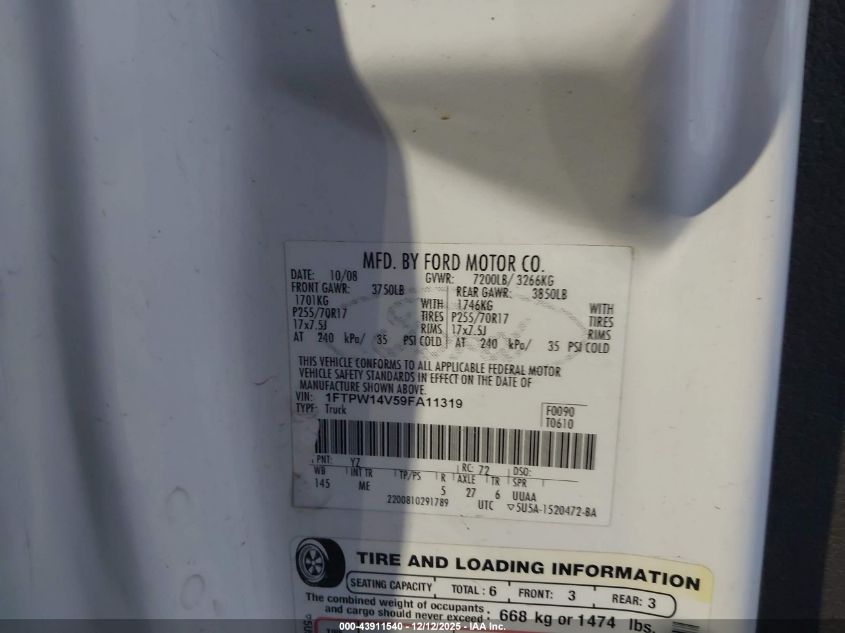 MFD. BY FORD MOTOR CO.
DATE: 10/08 GVWR: 7200LB/ 3266KG
FRONT GAWR: 3750LB REAR GAWR: 3850LB
1701KG WITH 1746KG WITH
P255/70R17 TIRES P255/70R17 TIRES
17x7.5J RIMS 17x7.5J RIMS
AT 240 kPa/ 35 PSI COLD AT 240 kPa/ 35 PSI COLD
THIS VEHICLE CONFORMS TO ALL APPLICABLE FEDERAL MOTOR
VEHICLE SAFETY STANDARDS IN EFFECT ON THE DATE OF
MANUFACTURE SHOWN ABOVE.
VIN: 1FTPW14V59FA11319
TYPE: Truck
F0090
T0610
PNT: YZ RC: 72 DSO:
WB INT TR TP/PS R AXLE TR SPR
145 ME 5 27 6 UUAA
2200810291789 UTC ▽5U5A-1520472-BA
TIRE AND LOADING INFORMATION
SEATING CAPACITY TOTAL : 6 FRONT: 3 REAR: 3
The combined weight of occupants
and cargo should never exceed : 668 kg or 1474 lbs.
000-43911540 - 12/12/2025 - IAA Inc.